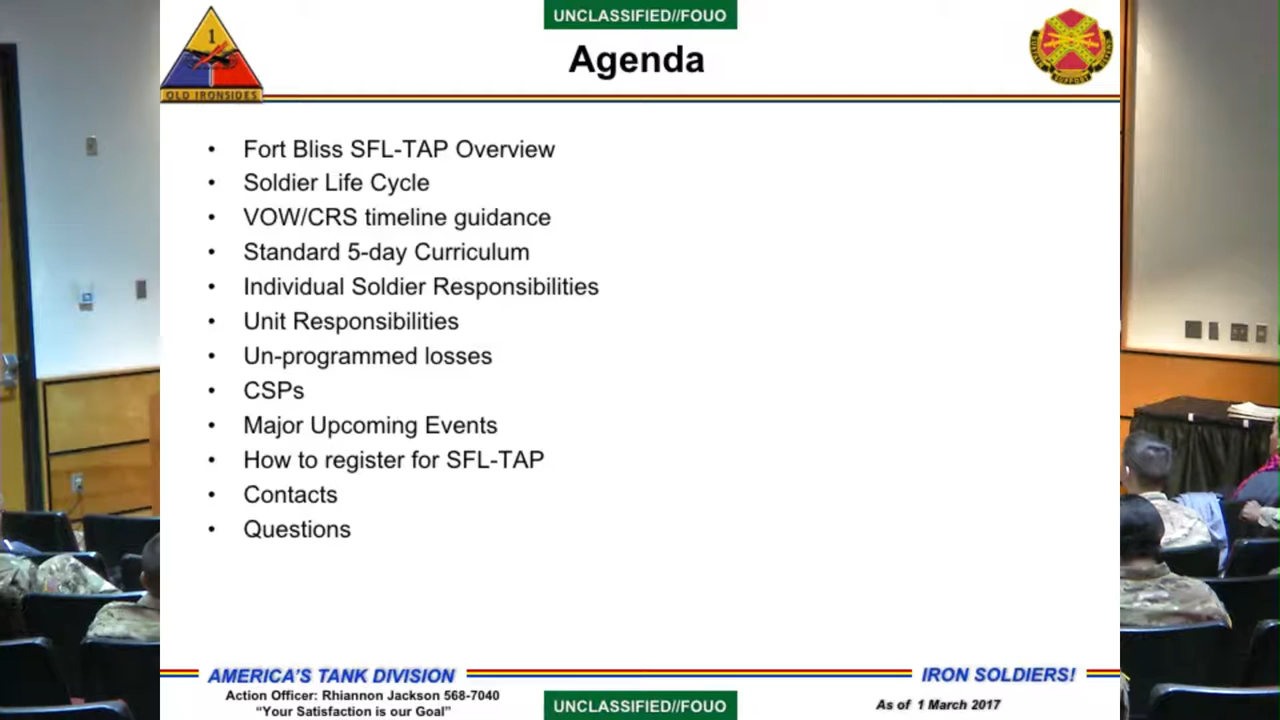 UNCLASSIFIED//FOUO
1
OLD IRONSIDES
Agenda
SUSTAIN SUPPORT DEFEND
• Fort Bliss SFL-TAP Overview
• Soldier Life Cycle
• VOW/CRS timeline guidance
• Standard 5-day Curriculum
• Individual Soldier Responsibilities
• Unit Responsibilities
• Un-programmed losses
• CSPs
• Major Upcoming Events
• How to register for SFL-TAP
• Contacts
• Questions
AMERICA'S TANK DIVISION
IRON SOLDIERS!
Action Officer: Rhiannon Jackson 568-7040
“Your Satisfaction is our Goal”
UNCLASSIFIED//FOUO
As of 1 March 2017